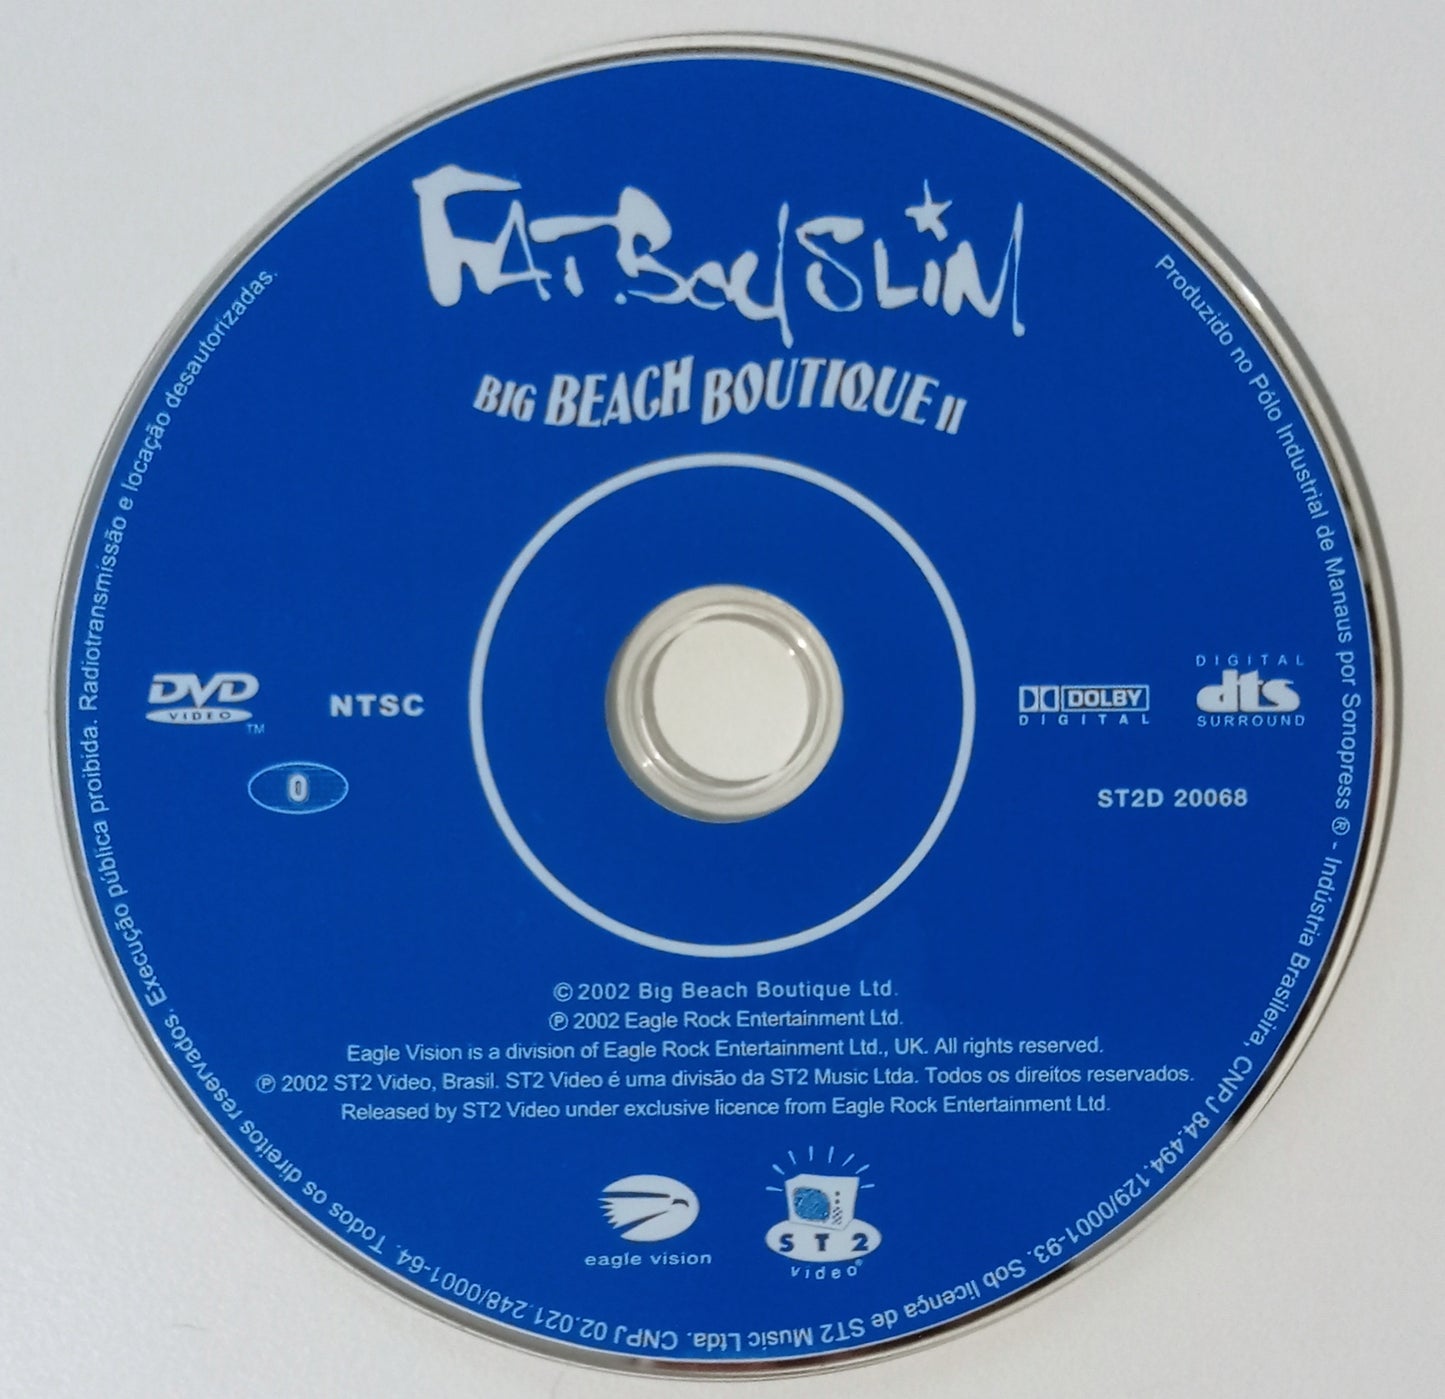 FATBOYSLIM
BIG BEACH BOUTIQUE II
DVD
VIDEO
TM
NTSC
0
DOLBY
DIGITAL
DIGITAL
dts
SURROUND
ST2D 20068
© 2002 Big Beach Boutique Ltd.
℗ 2002 Eagle Rock Entertainment Ltd.
Eagle Vision is a division of Eagle Rock Entertainment Ltd., UK. All rights reserved.
℗ 2002 ST2 Video, Brasil. ST2 Video é uma divisão da ST2 Music Ltda. Todos os direitos reservados.
Released by ST2 Video under exclusive licence from Eagle Rock Entertainment Ltd.
eagle vision
ST2
video®
Produzido no Pólo Industrial de Manaus por Sonopress ® - Indústria Brasileira, CNPJ 84.494.129/0001-93. Sob licença de ST2 Music Ltda. CNPJ 02.021.248/0001-64. Todos os direitos reservados. Execução pública proibida. Radiotransmissão e locação desautorizadas.